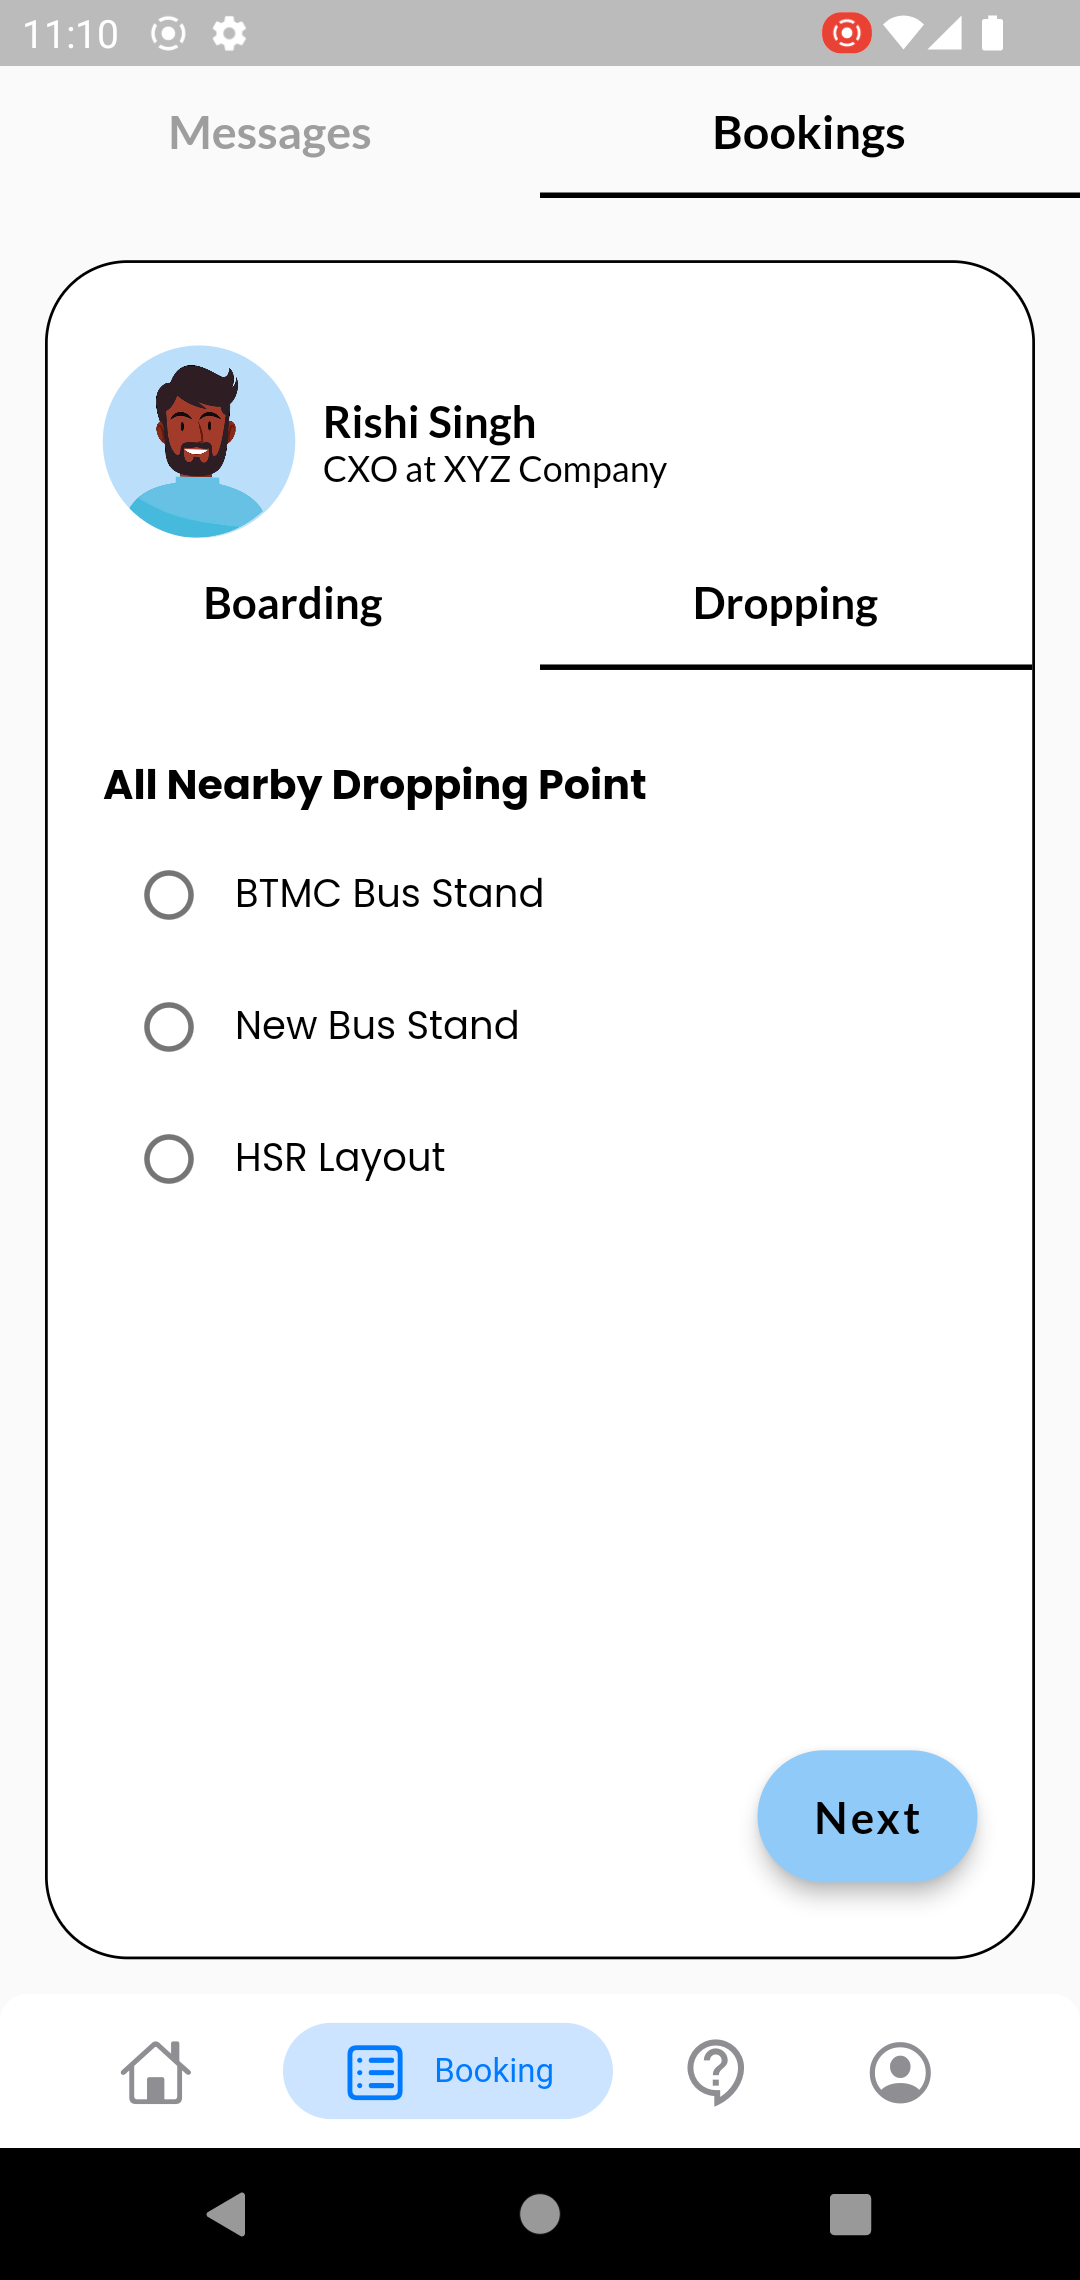 11:10
Messages
Bookings
Rishi Singh
CXO at XYZ Company
Boarding
Dropping
All Nearby Dropping Point
BTMC Bus Stand
New Bus Stand
HSR Layout
Next
Booking